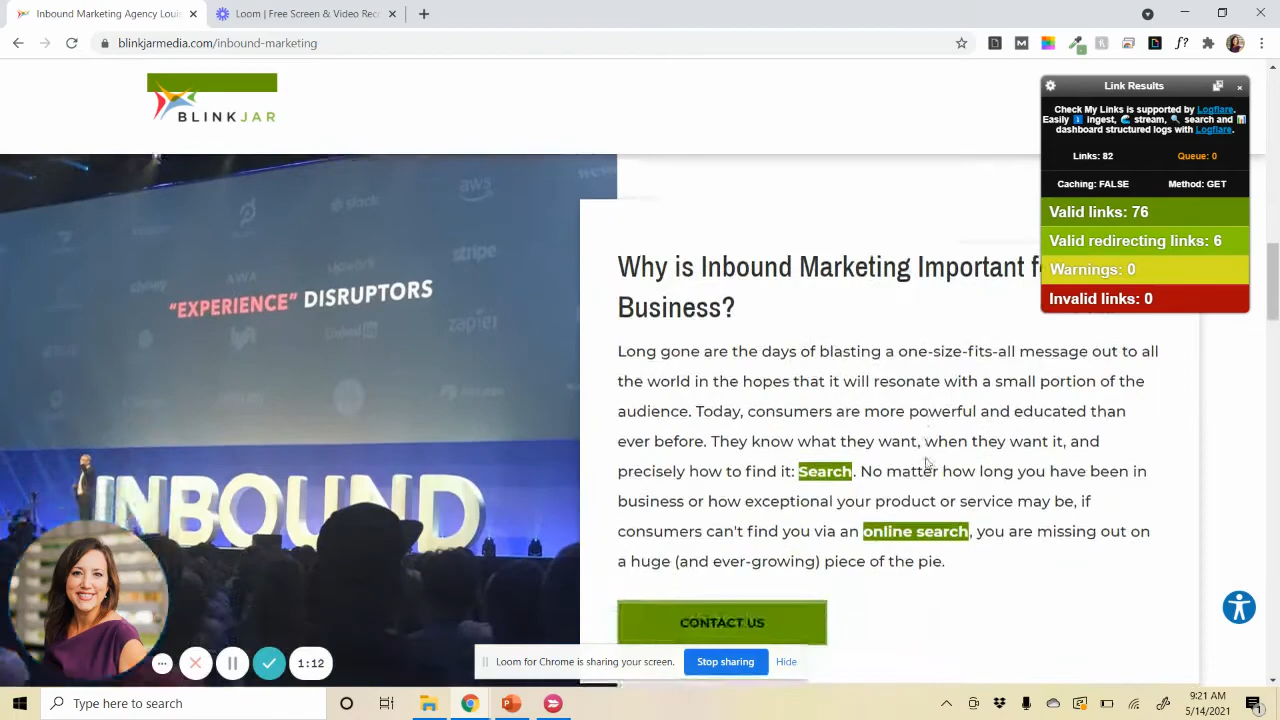 Inbound Marketing Agency Loui
Loom | Free Screen & Video Rec
blinkjarmedia.com/inbound-marketing
f?
BLINKJAR
Link Results
Check My Links is supported by Logflare.
Easily ingest, stream, search and
dashboard structured logs with Logflare.
Links: 82 Queue: 0
Caching: FALSE Method: GET
Valid links: 76
Valid redirecting links: 6
Warnings: 0
Invalid links: 0
aws
slack
stripe
AWA
"EXPERIENCE" DISRUPTORS
LinkedIn
zapier
INBOUND
Why is Inbound Marketing Important f
Business?
Long gone are the days of blasting a one-size-fits-all message out to all
the world in the hopes that it will resonate with a small portion of the
audience. Today, consumers are more powerful and educated than
ever before. They know what they want, when they want it, and
precisely how to find it: Search. No matter how long you have been in
business or how exceptional your product or service may be, if
consumers can't find you via an online search, you are missing out on
a huge (and ever-growing) piece of the pie.
CONTACT US
1:12
Loom for Chrome is sharing your screen. Stop sharing Hide
Type here to search
9:21 AM
5/14/2021